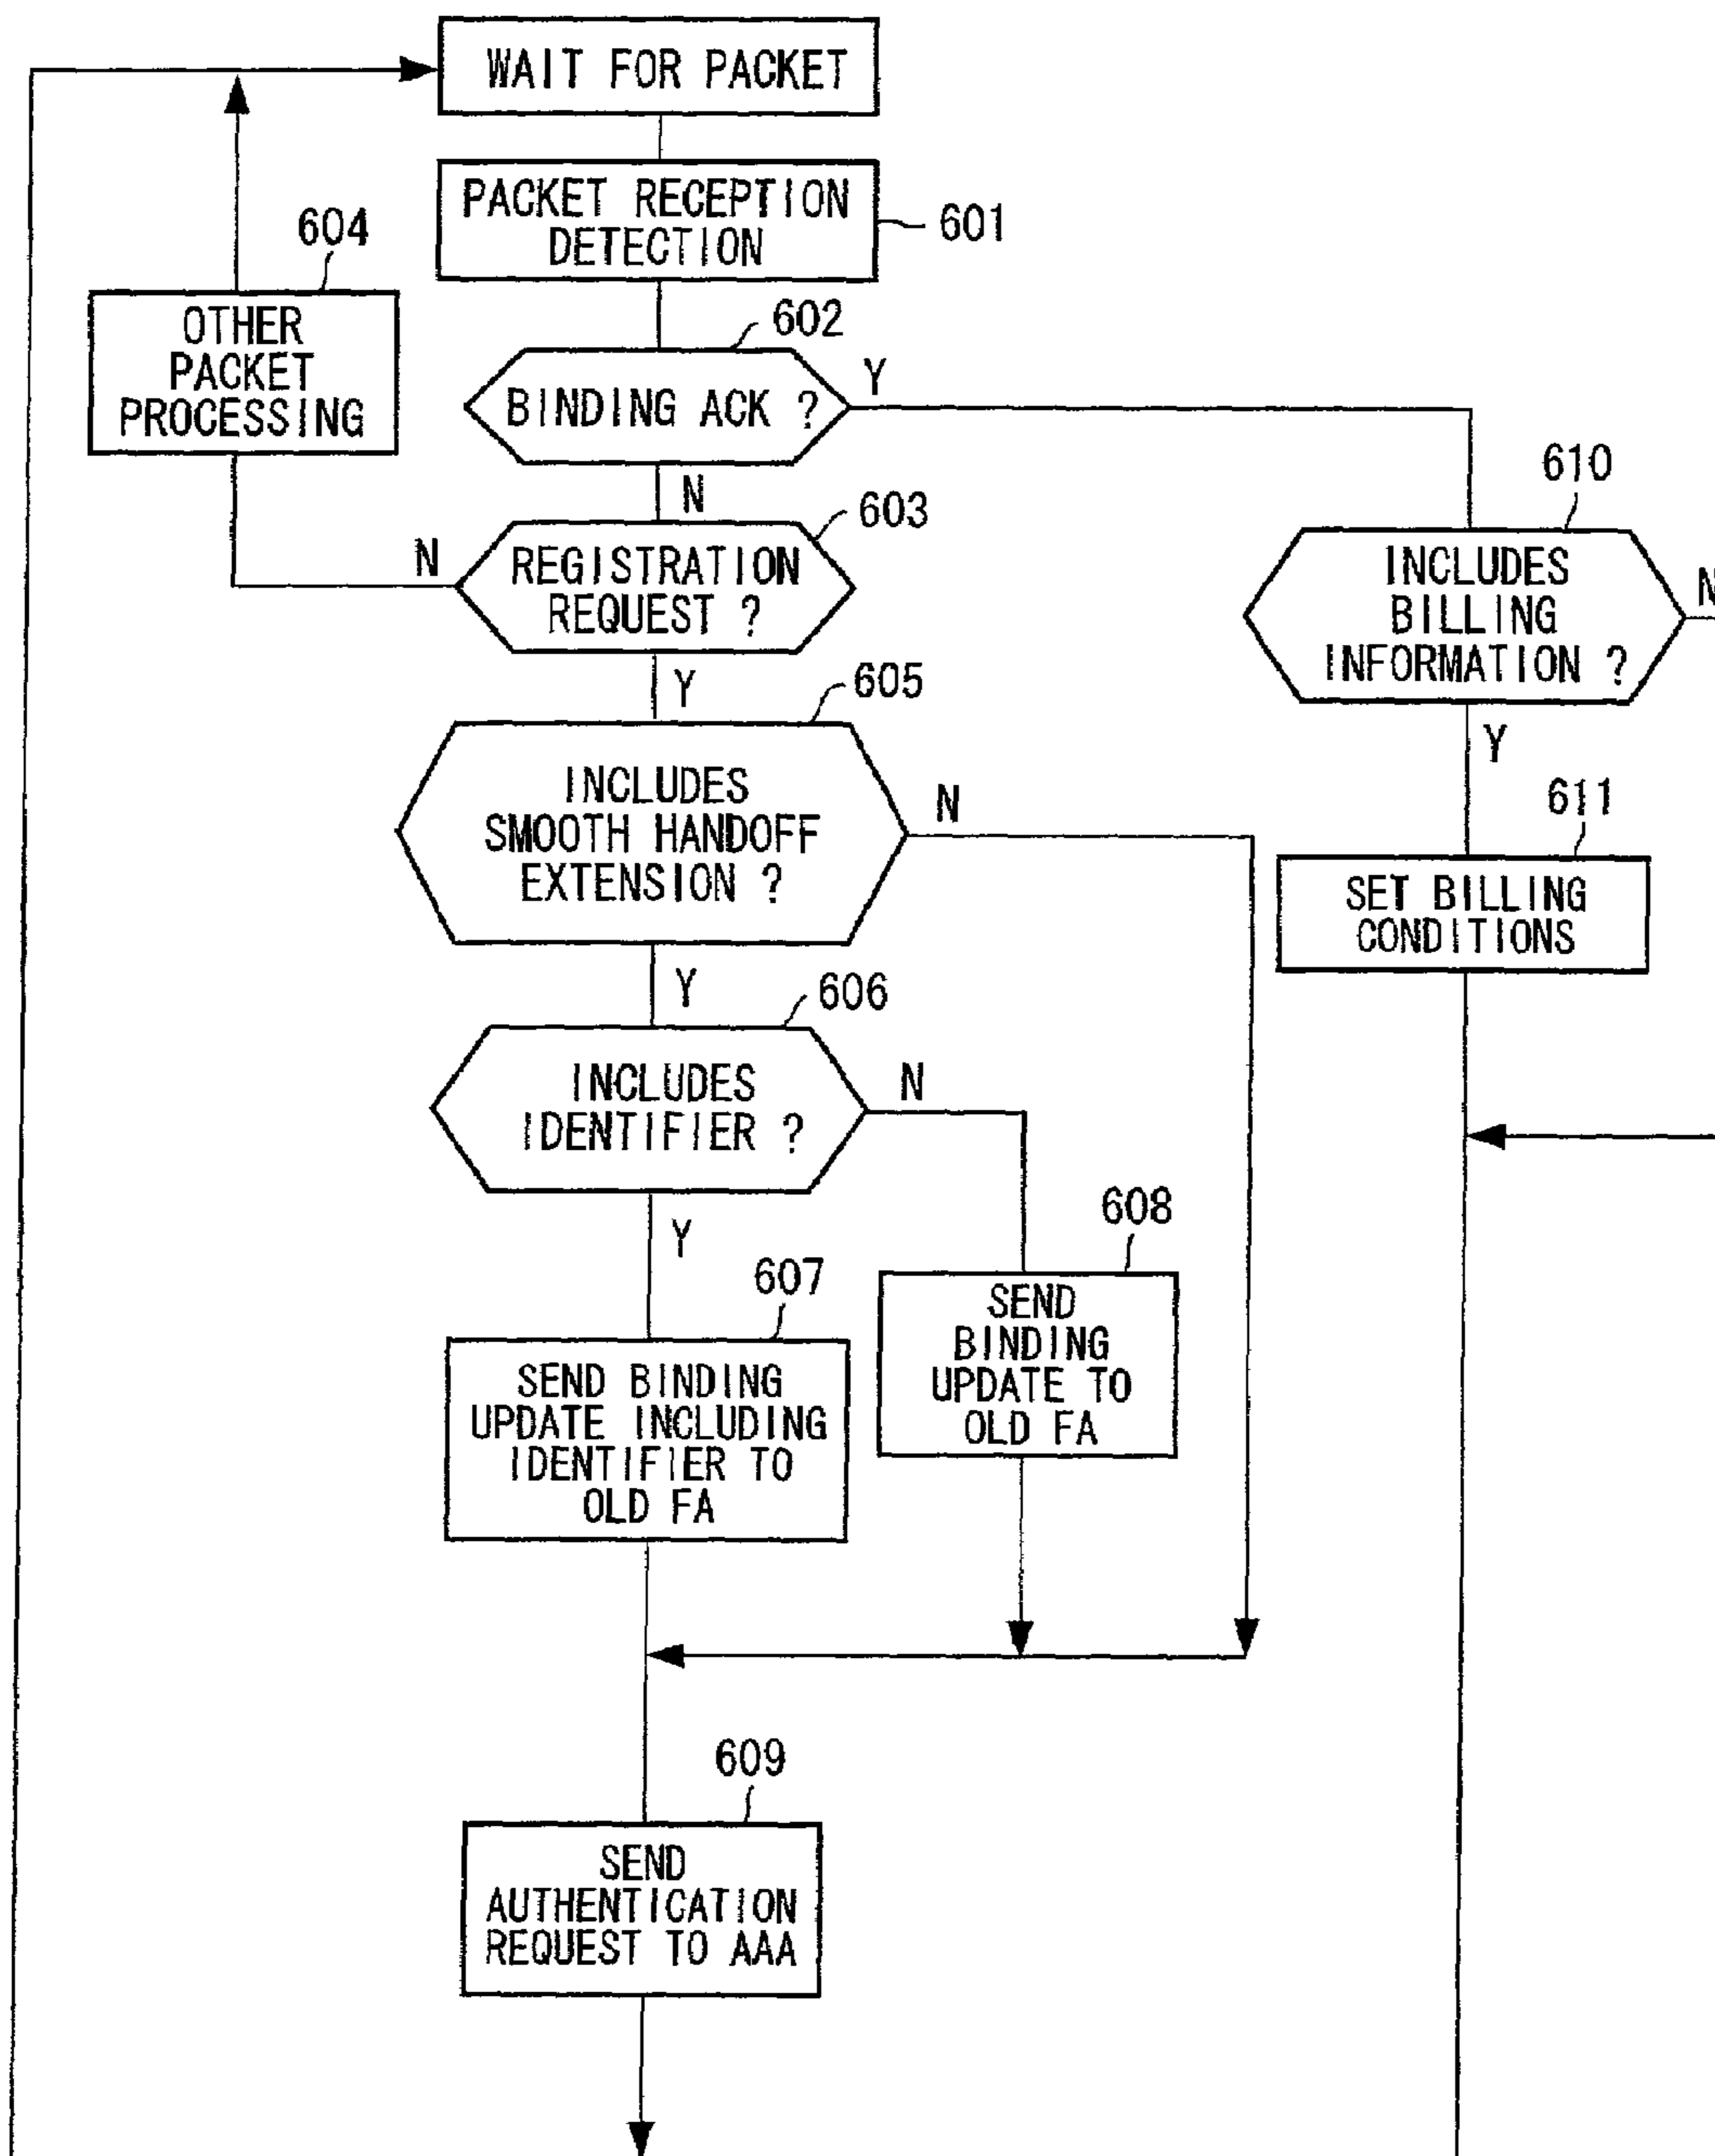 WAIT FOR PACKET
PACKET RECEPTION
DETECTION
601
604
OTHER
PACKET
PROCESSING
602
BINDING ACK ?
Y
N
603
REGISTRATION
REQUEST ?
N
Y
610
INCLUDES
BILLING
INFORMATION ?
N
Y
605
INCLUDES
SMOOTH HANDOFF
EXTENSION ?
N
Y
611
SET BILLING
CONDITIONS
606
INCLUDES
IDENTIFIER ?
N
Y
607
SEND BINDING
UPDATE INCLUDING
IDENTIFIER TO
OLD FA
608
SEND
BINDING
UPDATE TO
OLD FA
609
SEND
AUTHENTICATION
REQUEST TO AAA